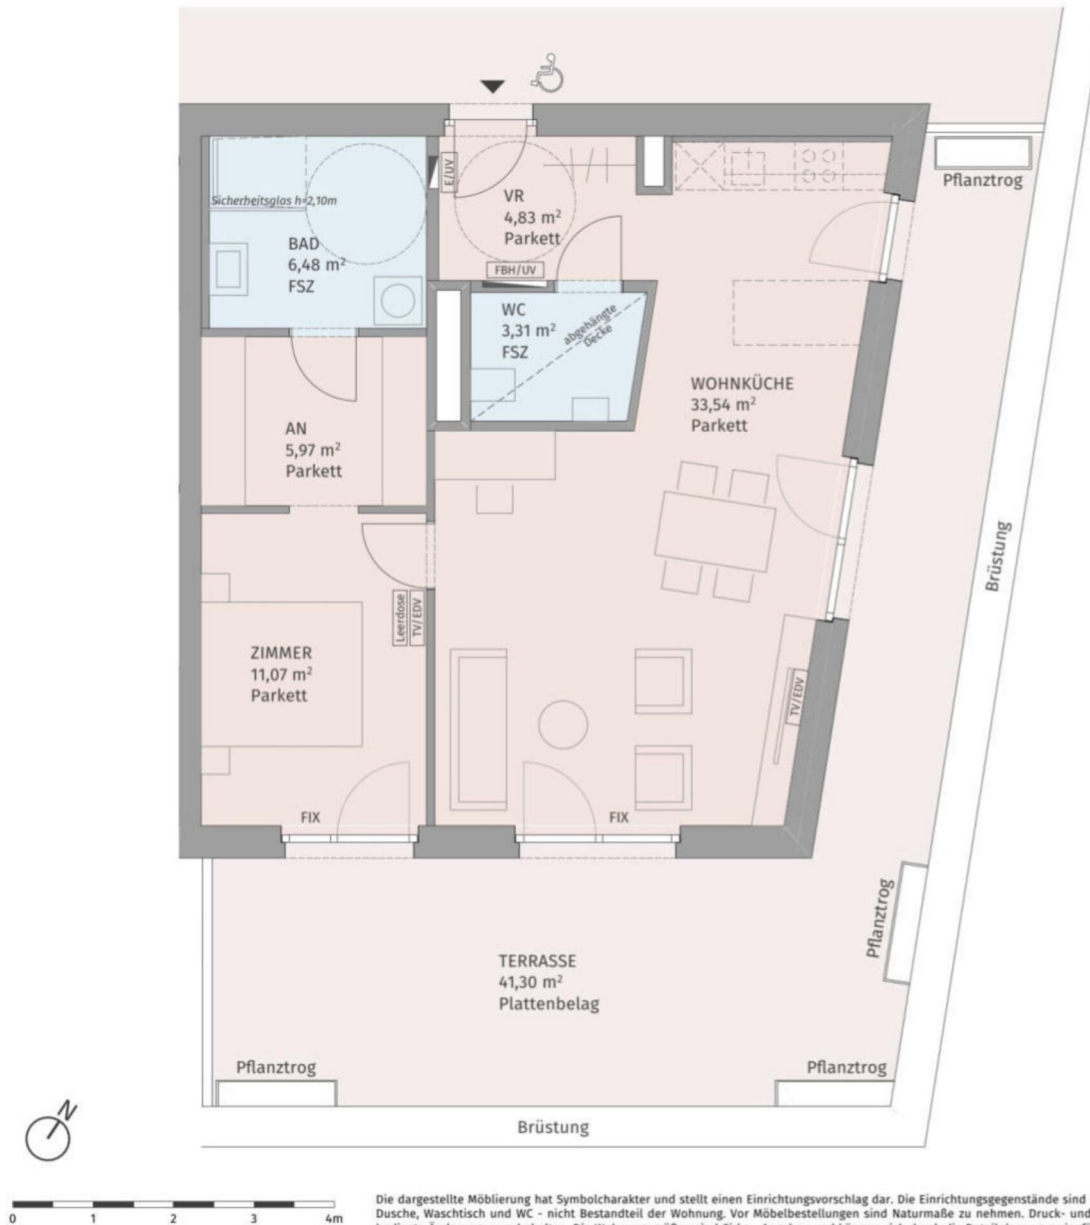 Pflanztrog
E/UV
VR
4,83 m²
Parkett
FBH/UV
Sicherheitsglas h=2,10m
BAD
6,48 m²
FSZ
WC
3,31 m²
FSZ
abgehängte
Decke
WOHNKÜCHE
33,54 m²
Parkett
AN
5,97 m²
Parkett
Brüstung
Leerdose
TV/EDV
ZIMMER
11,07 m²
Parkett
TV/EDV
FIX
FIX
Pflanztrog
TERRASSE
41,30 m²
Plattenbelag
Pflanztrog
Pflanztrog
Brüstung
N
0 1 2 3 4m
Die dargestellte Möblierung hat Symbolcharakter und stellt einen Einrichtungsvorschlag dar. Die Einrichtungsgegenstände sind
Dusche, Waschtisch und WC - nicht Bestandteil der Wohnung. Vor Möbelbestellungen sind Naturmaße zu nehmen. Druck- und